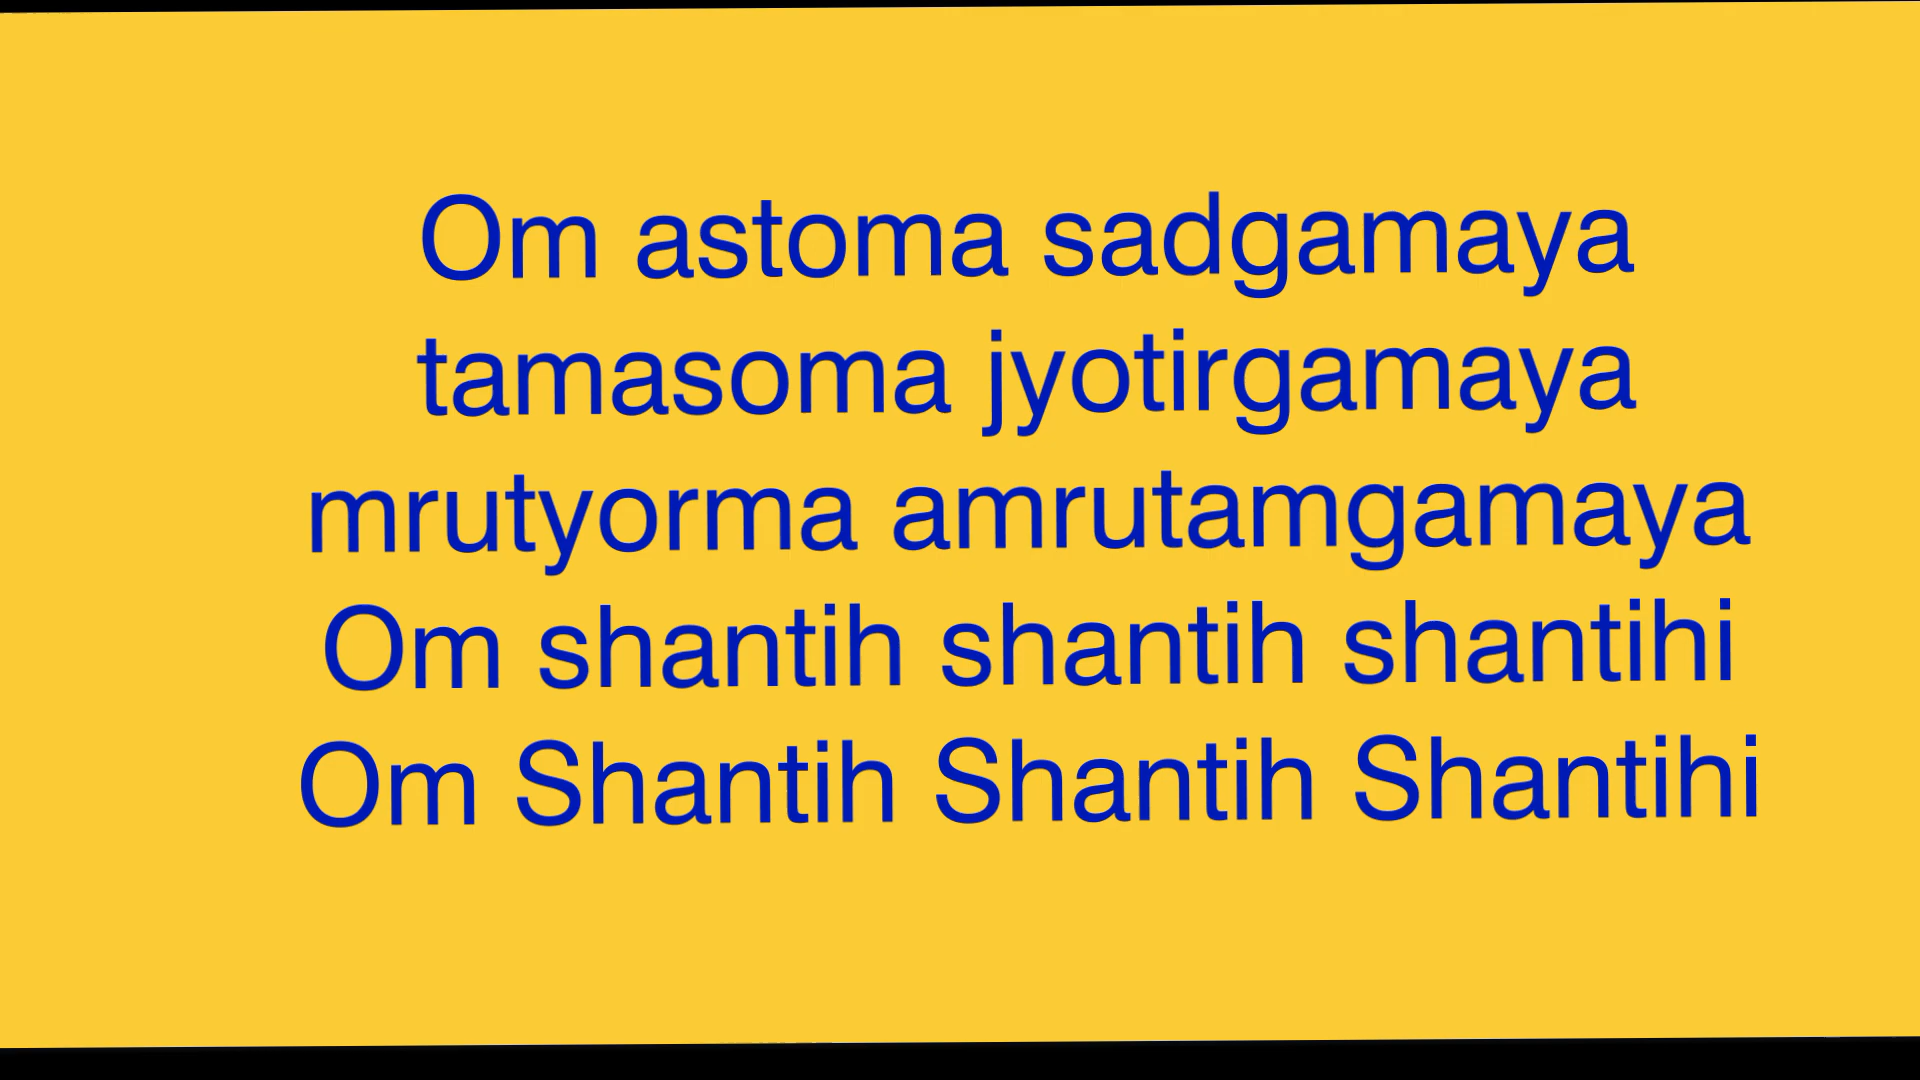 Om astoma sadgamaya
tamasoma jyotirgamaya
mrutyorma amrutamgamaya
Om shantih shantih shantihi
Om Shantih Shantih Shantihi